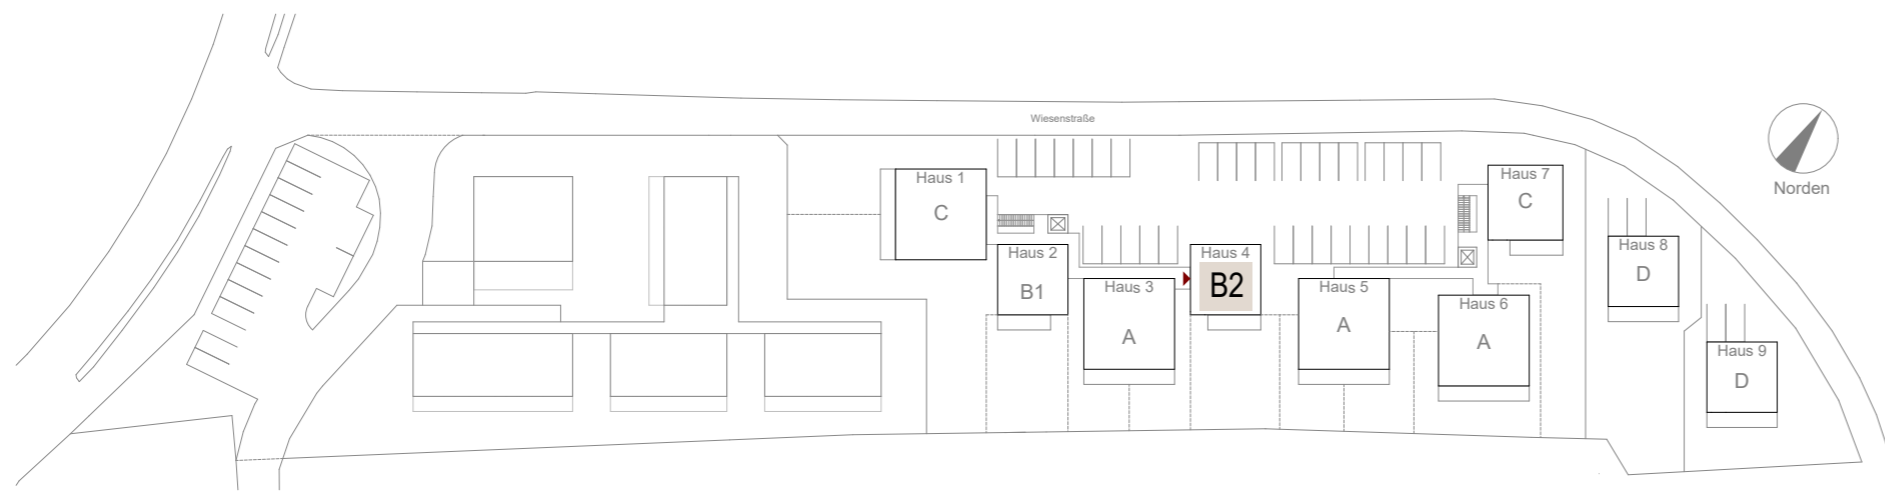 Wiesenstraße
Norden
Haus 1
C
Haus 2
B1
Haus 3
A
Haus 4
B2
Haus 5
A
Haus 6
A
Haus 7
C
Haus 8
D
Haus 9
D